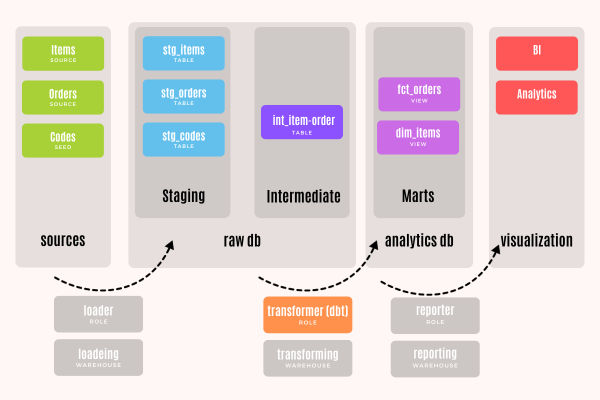 Items
SOURCE
Orders
SOURCE
Codes
SEED
sources
stg_items
TABLE
stg_orders
TABLE
stg_codes
TABLE
Staging
int_item-order
TABLE
Intermediate
raw db
fct_orders
VIEW
dim_items
VIEW
Marts
analytics db
BI
Analytics
visualization
loader
ROLE
loadeing
WAREHOUSE
transformer (dbt)
ROLE
transforming
WAREHOUSE
reporter
ROLE
reporting
WAREHOUSE